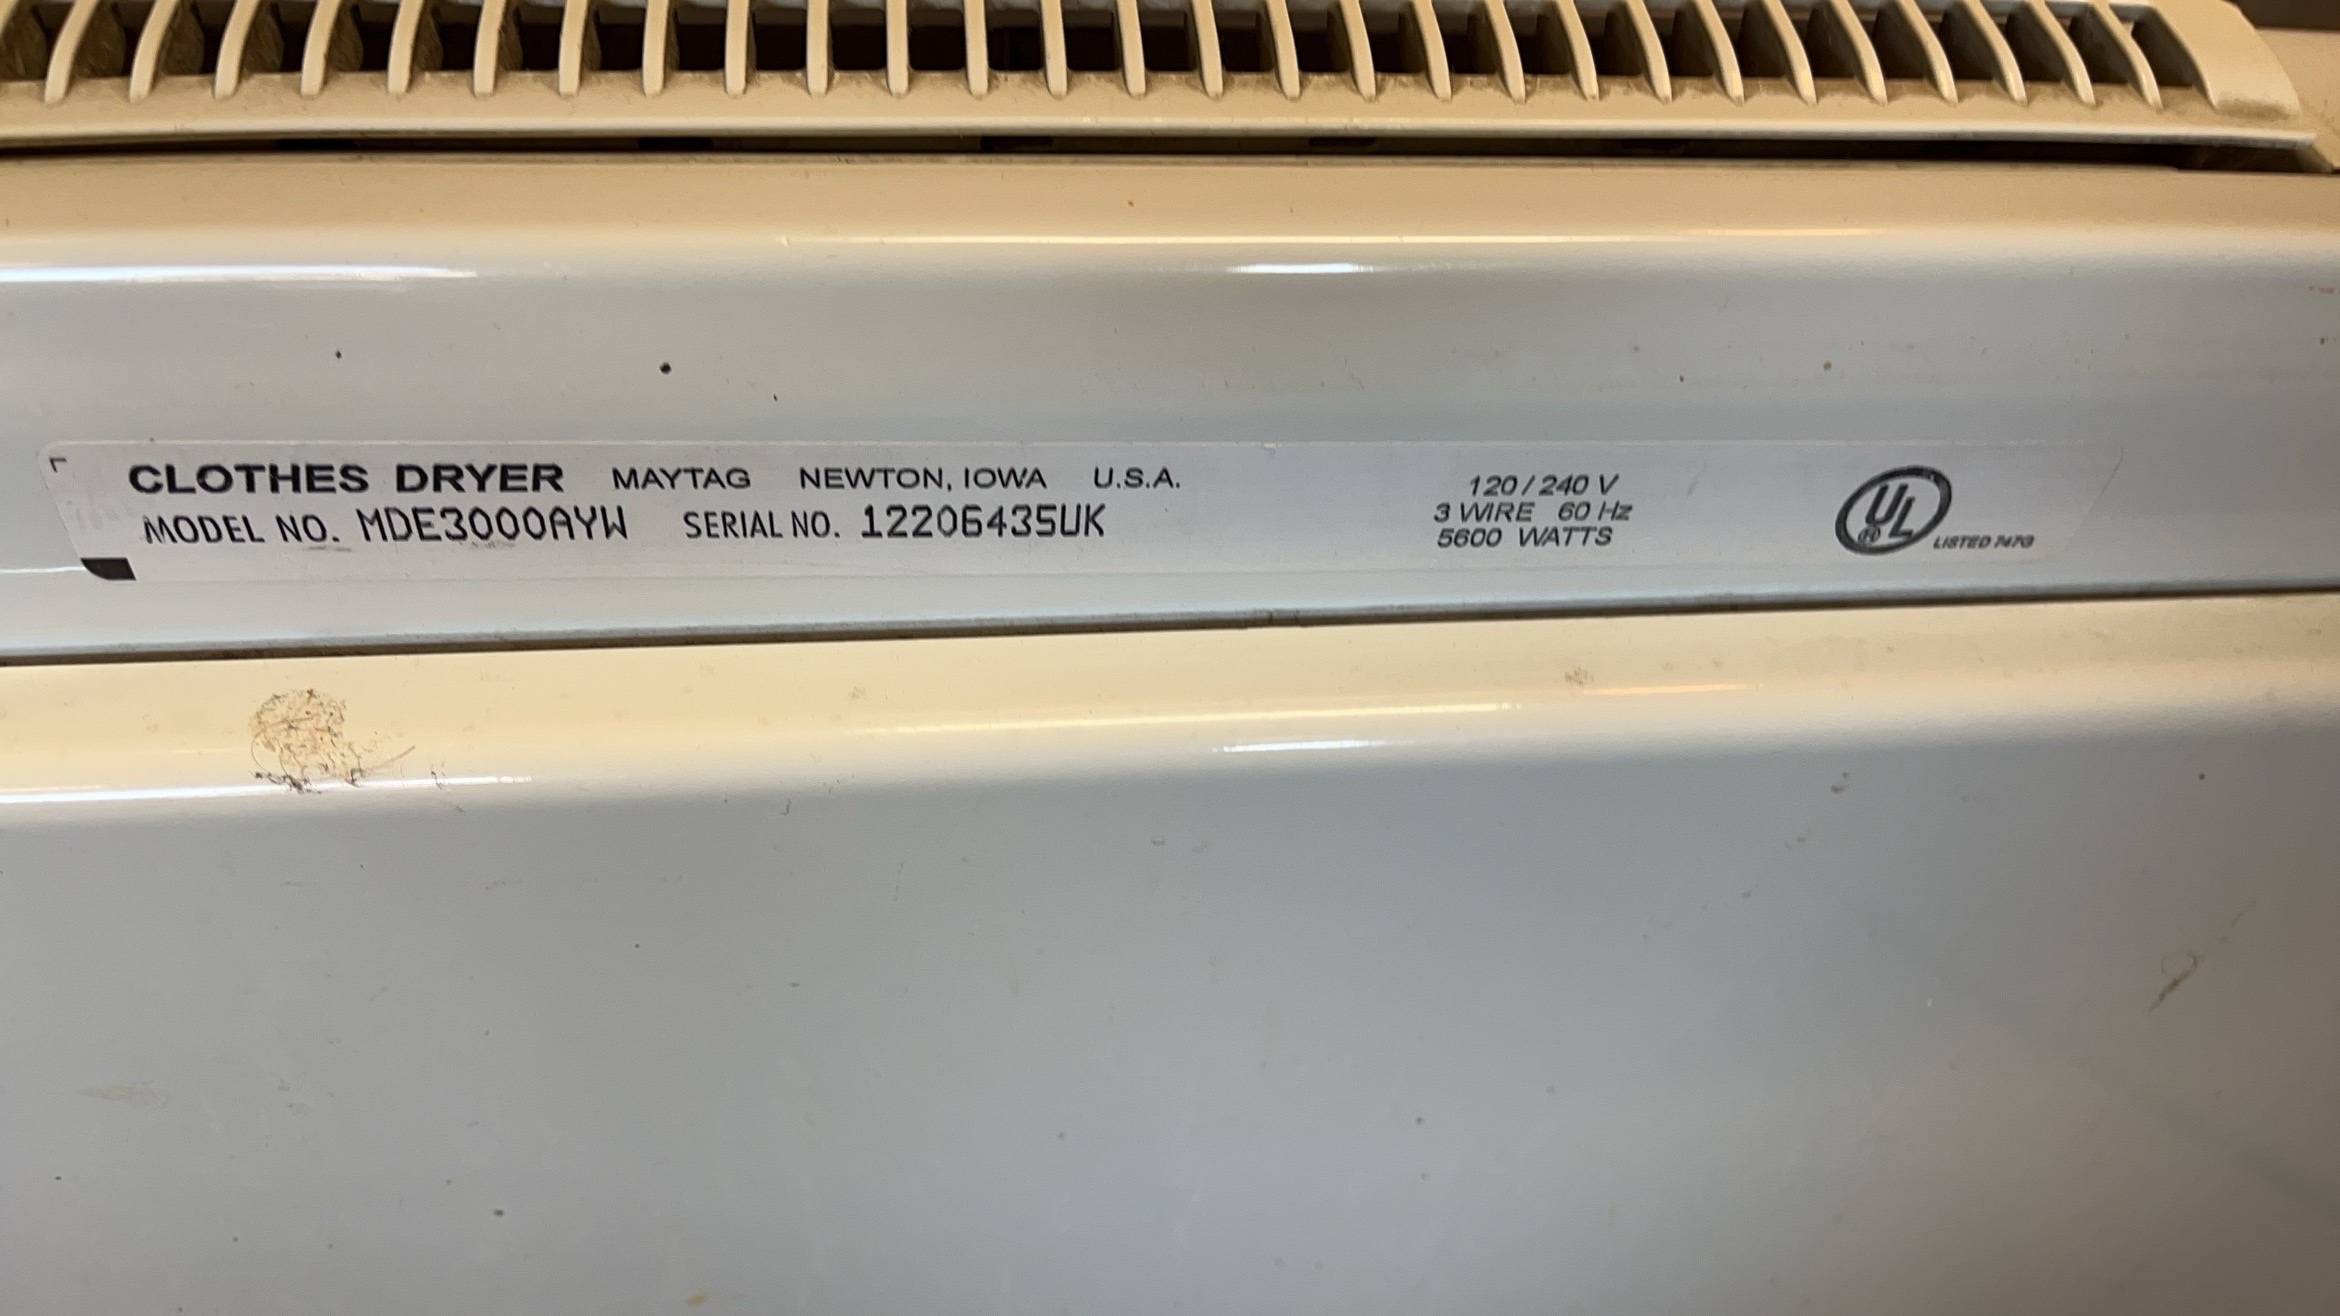 CLOTHES DRYER MAYTAG NEWTON, IOWA U.S.A.
MODEL NO. MDE3000AYW SERIAL NO. 12206435UK
120/240 V
3 WIRE 60 Hz
5600 WATTS
UL
LISTED 747G